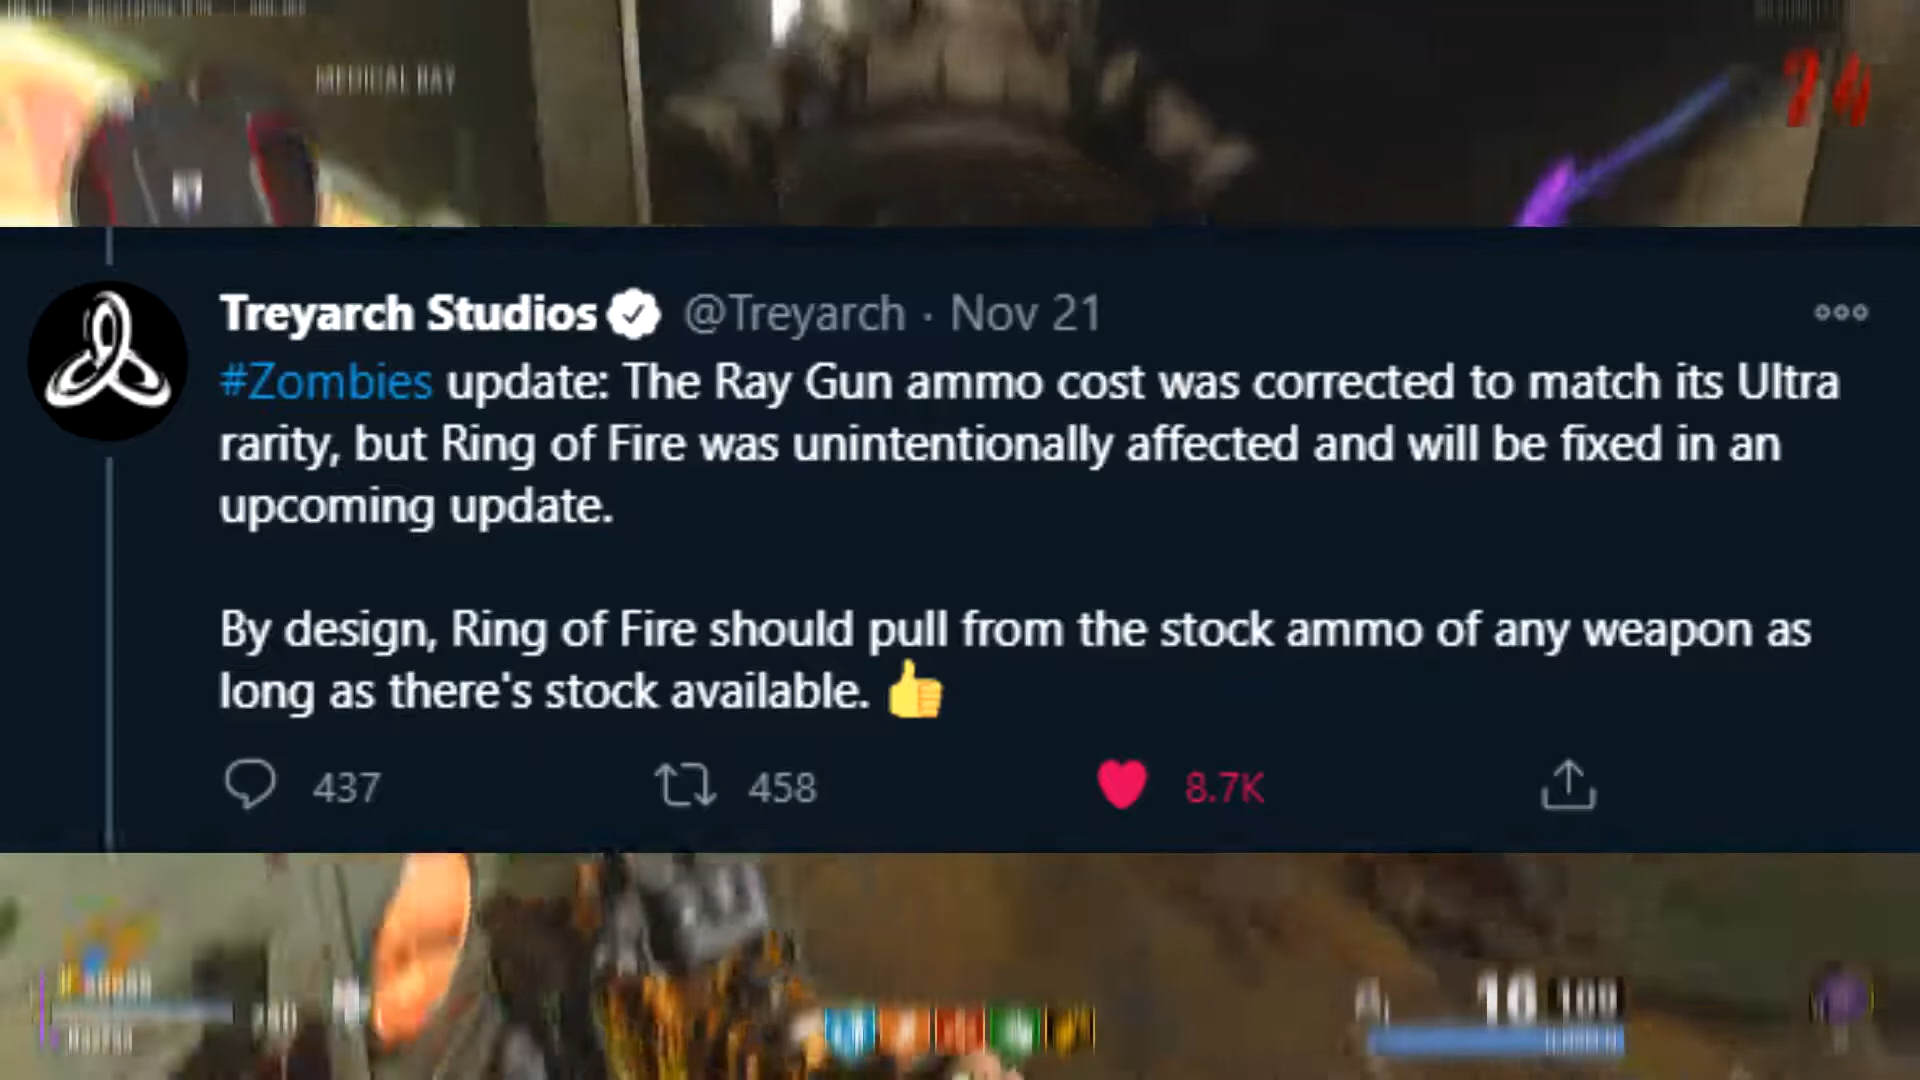 MEDICAL BAY
24
Treyarch Studios @Treyarch · Nov 21
#Zombies update: The Ray Gun ammo cost was corrected to match its Ultra
rarity, but Ring of Fire was unintentionally affected and will be fixed in an
upcoming update.
By design, Ring of Fire should pull from the stock ammo of any weapon as
long as there's stock available. 👍
437 458 8.7K
10